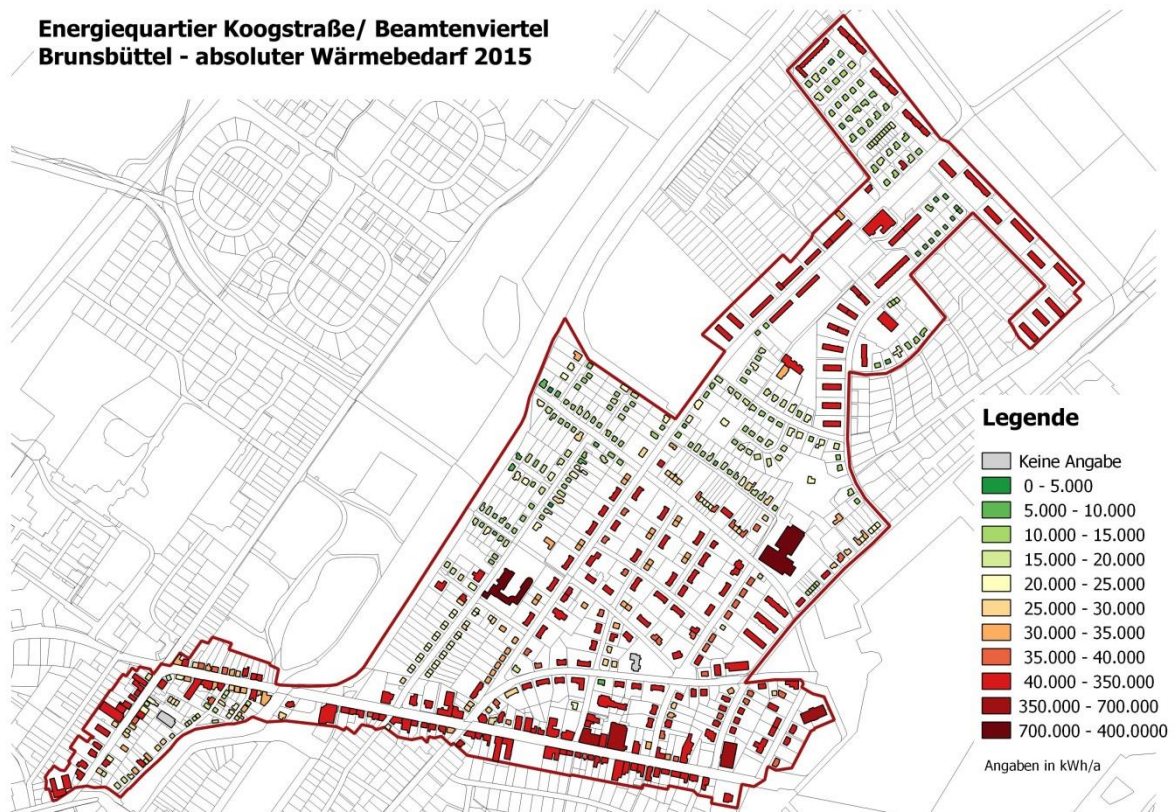 Energiequartier Koogstraße/ Beamtenviertel
Brunsbüttel - absoluter Wärmebedarf 2015
Legende
Keine Angabe
0 - 5.000
5.000 - 10.000
10.000 - 15.000
15.000 - 20.000
20.000 - 25.000
25.000 - 30.000
30.000 - 35.000
35.000 - 40.000
40.000 - 350.000
350.000 - 700.000
700.000 - 400.0000
Angaben in kWh/a